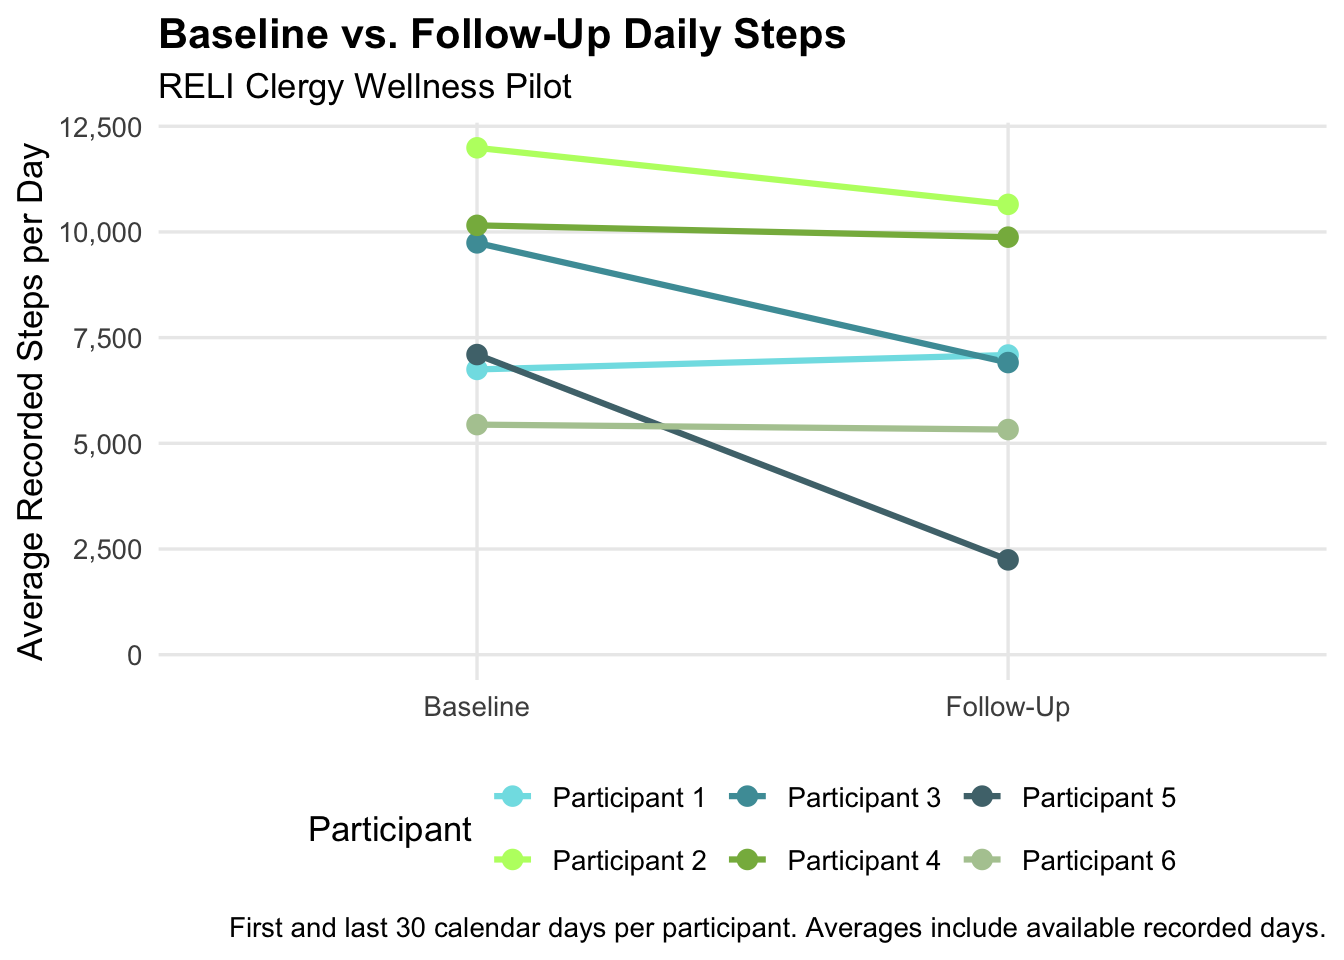 Baseline vs. Follow-Up Daily Steps
RELI Clergy Wellness Pilot
Average Recorded Steps per Day
12,500
10,000
7,500
5,000
2,500
0
Baseline
Follow-Up
Participant
Participant 1
Participant 3
Participant 5
Participant 2
Participant 4
Participant 6
First and last 30 calendar days per participant. Averages include available recorded days.